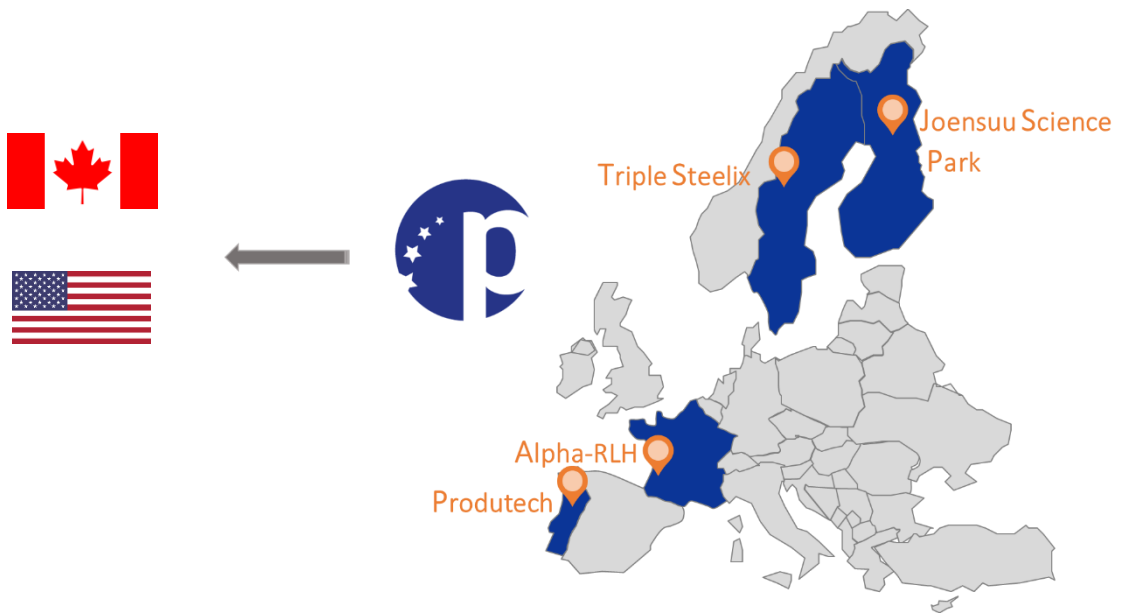 Joensuu Science
Park
Triple Steelix
p
Alpha-RLH
Produtech